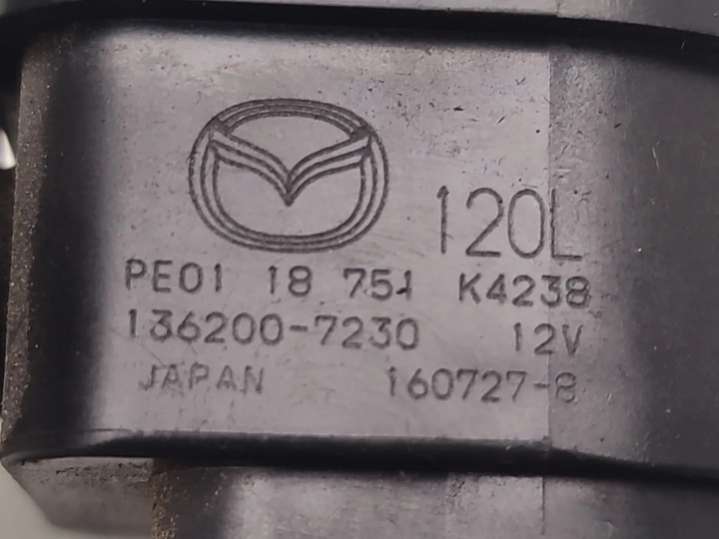 120L
PE01 18 751 K4238
136200-7230 12V
JAPAN 160727-8